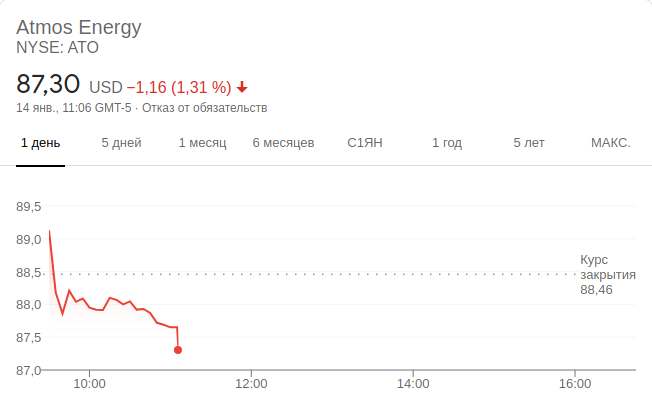 Atmos Energy
NYSE: ATO
87,30 USD −1,16 (1,31 %)
14 янв., 11:06 GMT-5 · Отказ от обязательств
1 день 5 дней 1 месяц 6 месяцев С1ЯН 1 год 5 лет МАКС.
89,5
89,0
88,5
88,0
87,5
87,0
Курс
закрытия
88,46
10:00 12:00 14:00 16:00